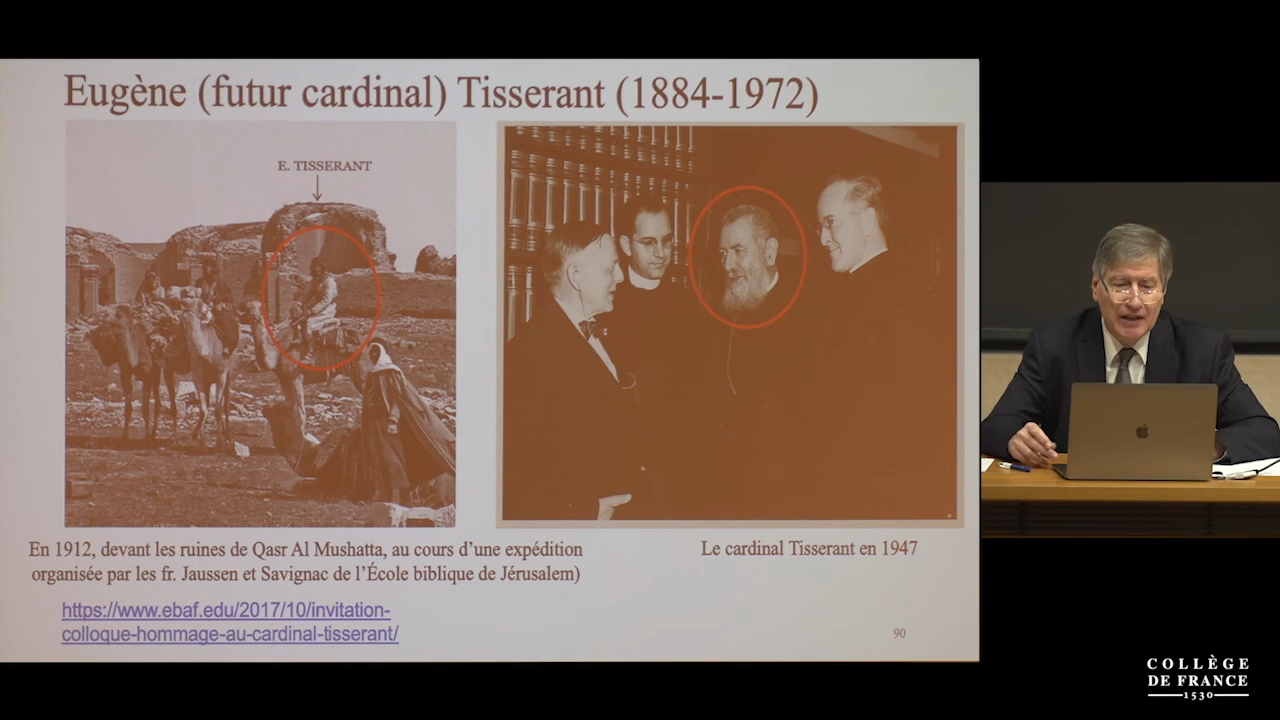 Eugène (futur cardinal) Tisserant (1884-1972)
E. TISSERANT
En 1912, devant les ruines de Qasr Al Mushatta, au cours d’une expédition
organisée par les fr. Jaussen et Savignac de l’École biblique de Jérusalem)
Le cardinal Tisserant en 1947
https://www.ebaf.edu/2017/10/invitation-
colloque-hommage-au-cardinal-tisserant/
90
COLLÈGE
DE FRANCE
1530